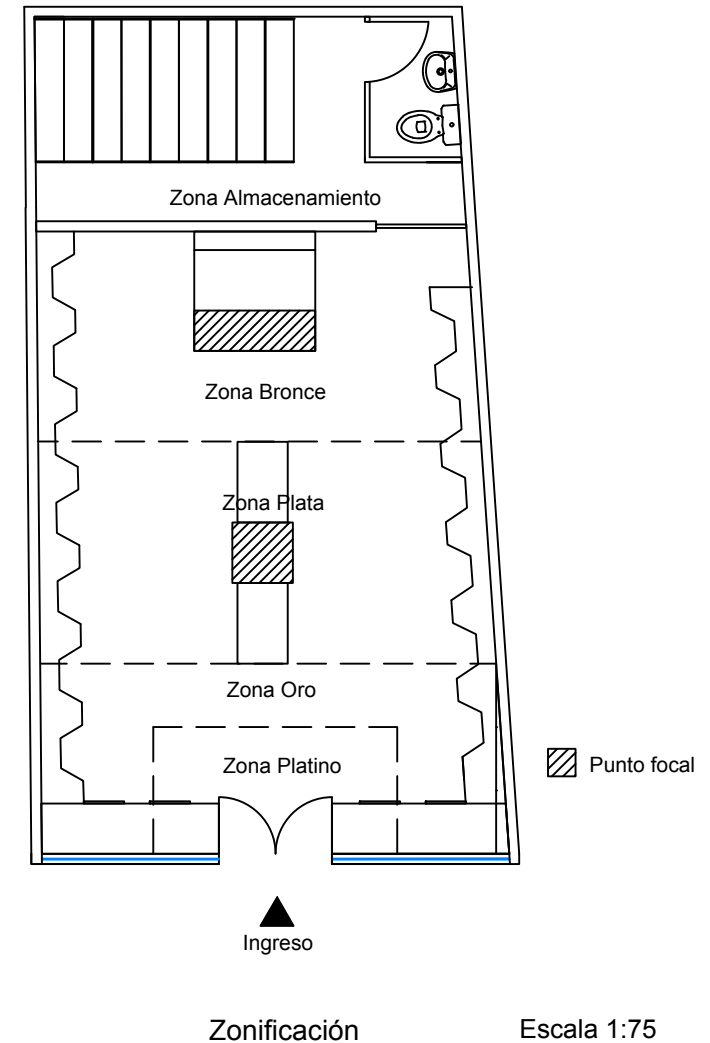 Zona Almacenamiento
Zona Bronce
Zona Plata
Zona Oro
Zona Platino
Punto focal
Ingreso
Zonificación
Escala 1:75